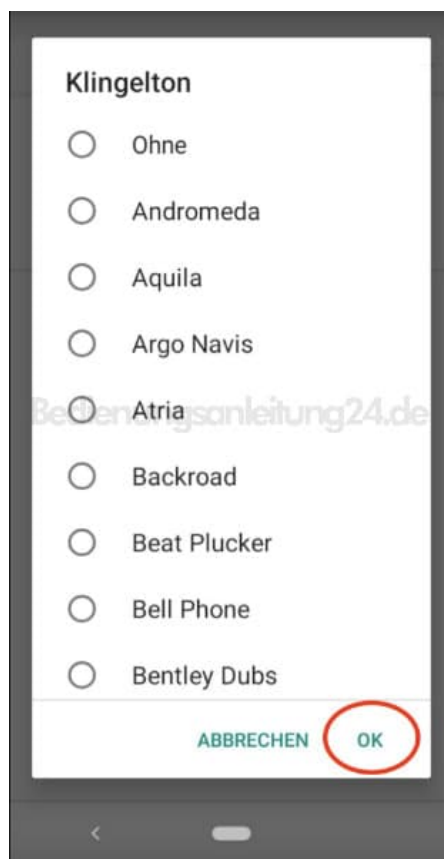 Klingelton
Ohne
Andromeda
Aquila
Argo Navis
Bedienungsanleitung24.de
Atria
Backroad
Beat Plucker
Bell Phone
Bentley Dubs
ABBRECHEN OK